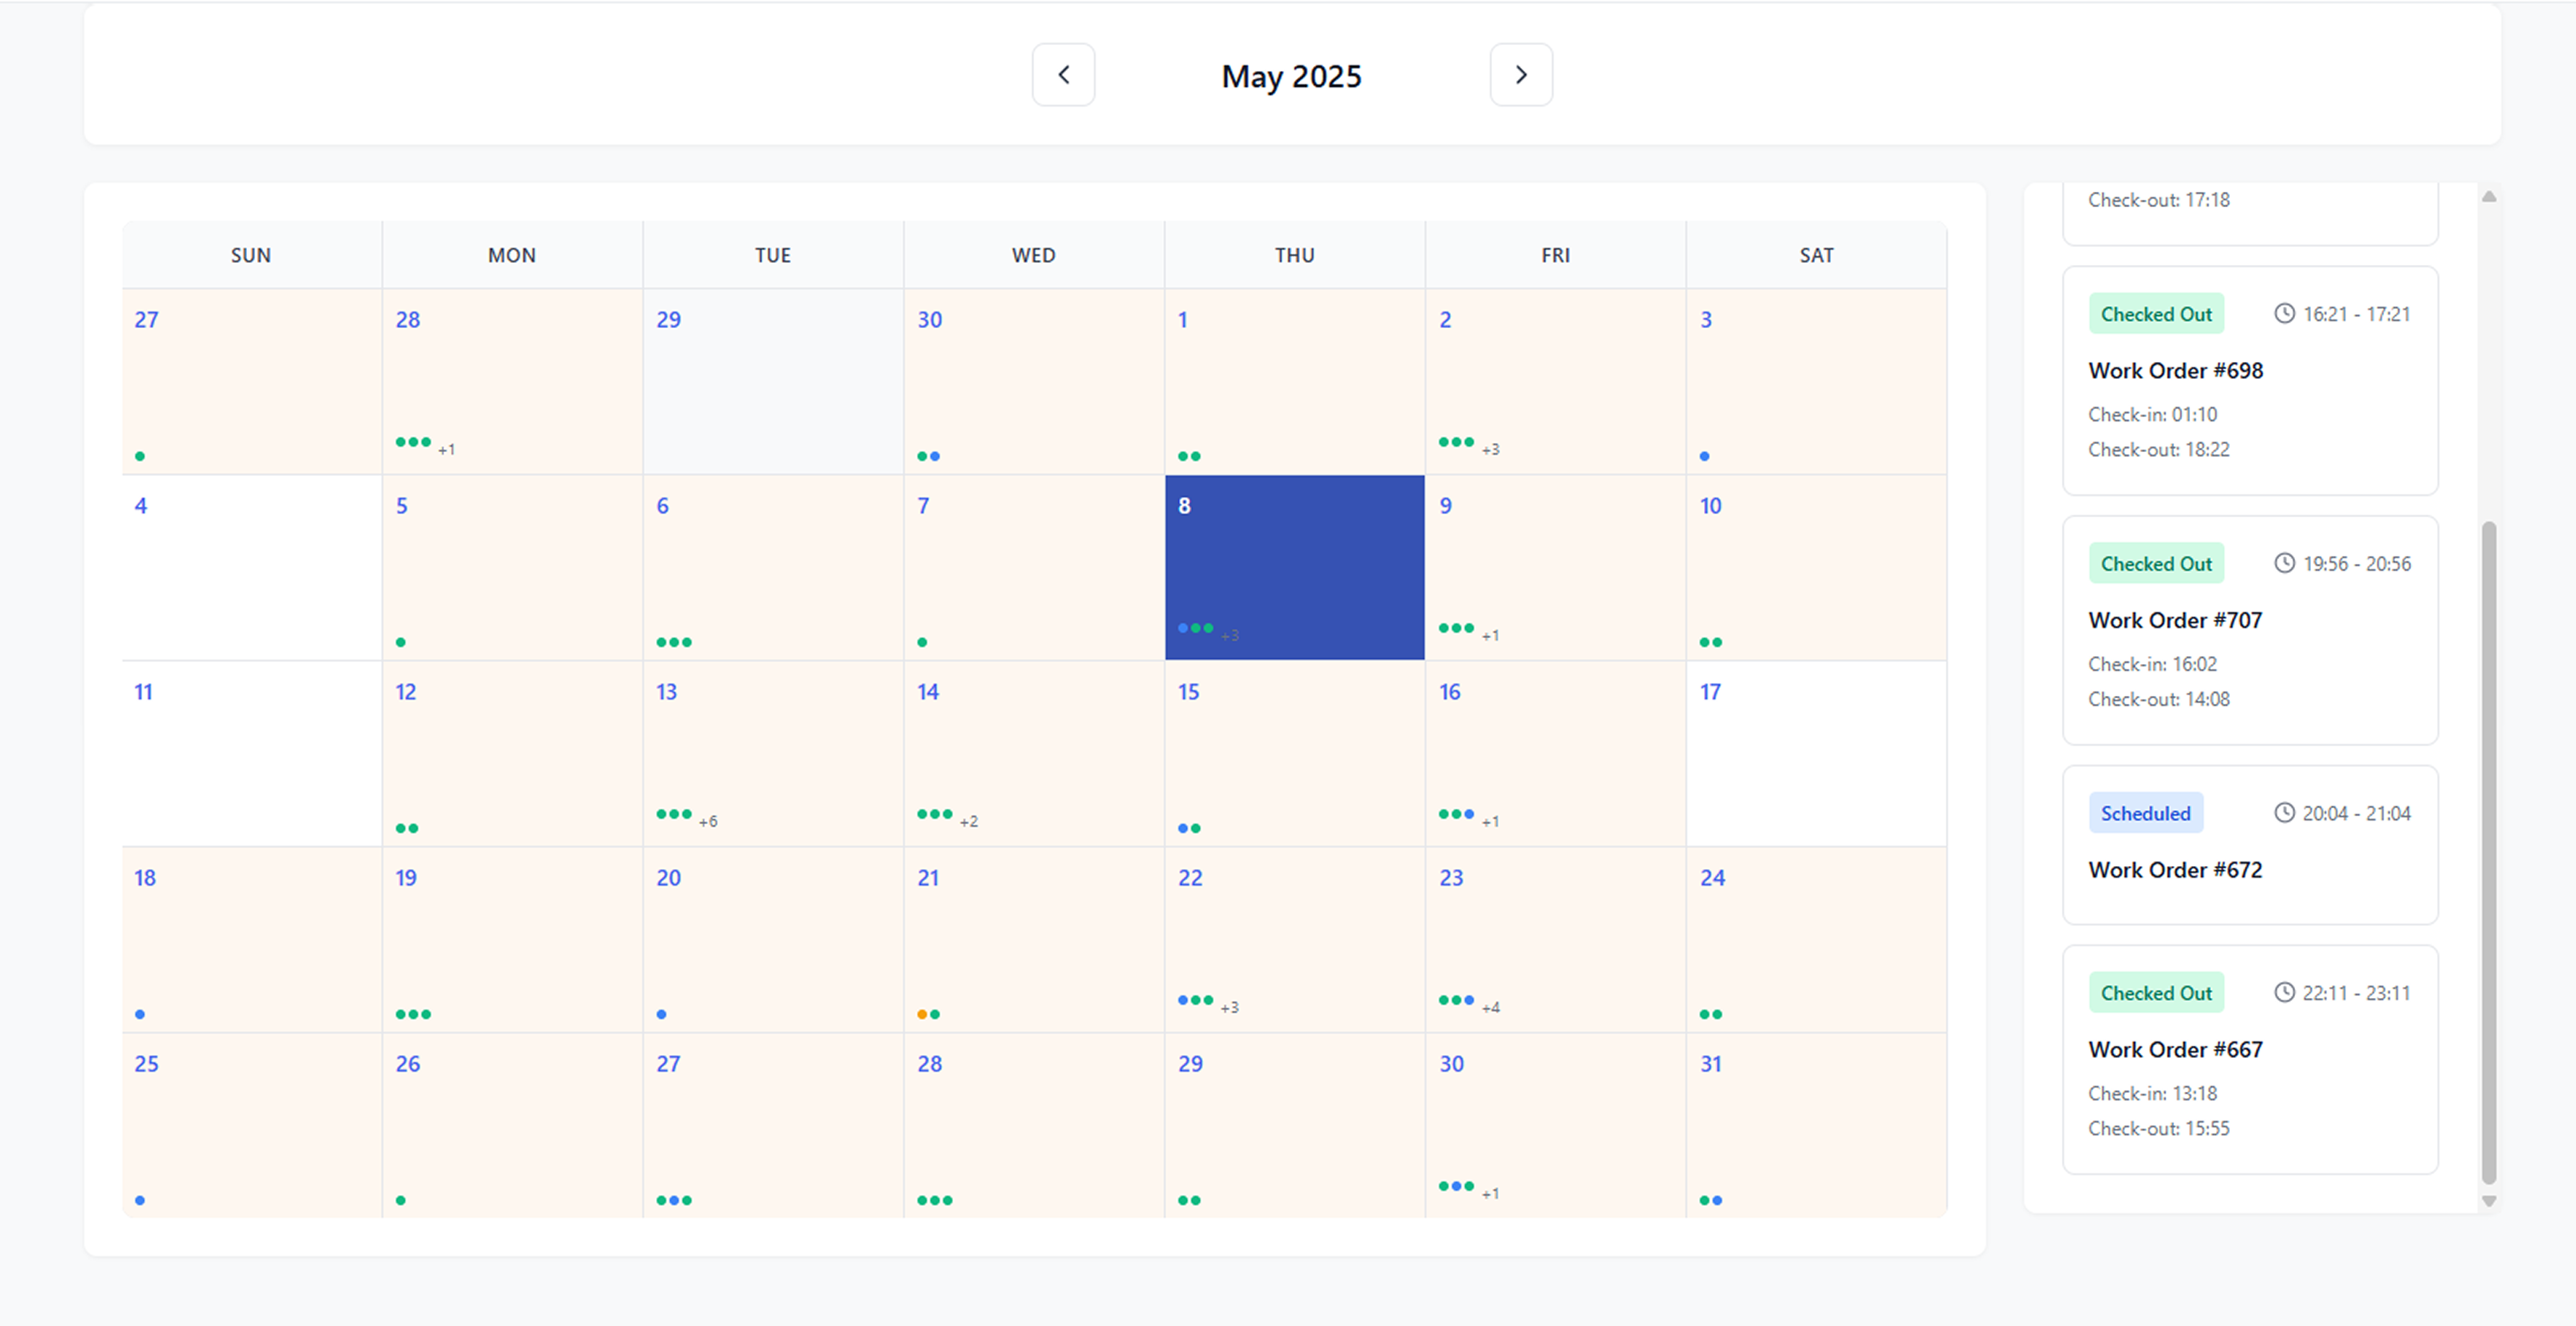 May 2025
SUN MON TUE WED THU FRI SAT
27 28 29 30 1 2 3
+1 +3
4 5 6 7 8 9 10
+3 +1
11 12 13 14 15 16 17
+6 +2 +1
18 19 20 21 22 23 24
+3 +4
25 26 27 28 29 30 31
+1
Check-out: 17:18
Checked Out 16:21 - 17:21
Work Order #698
Check-in: 01:10
Check-out: 18:22
Checked Out 19:56 - 20:56
Work Order #707
Check-in: 16:02
Check-out: 14:08
Scheduled 20:04 - 21:04
Work Order #672
Checked Out 22:11 - 23:11
Work Order #667
Check-in: 13:18
Check-out: 15:55